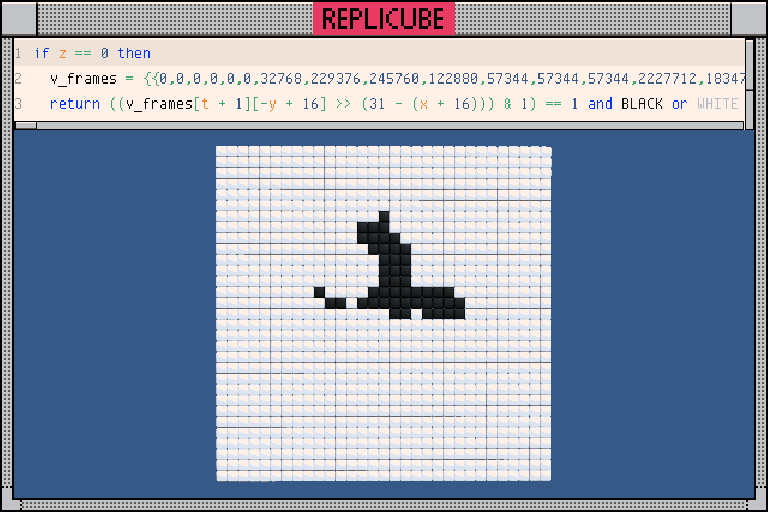 REPLICUBE
1 if z == 0 then
2 v_frames = {{0,0,0,0,0,0,32768,229376,245760,122880,57344,57344,57344,2227712,18347
3 return ((v_frames[t + 1][-y + 16] >> (31 - (x + 16))) & 1) == 1 and BLACK or WHITE